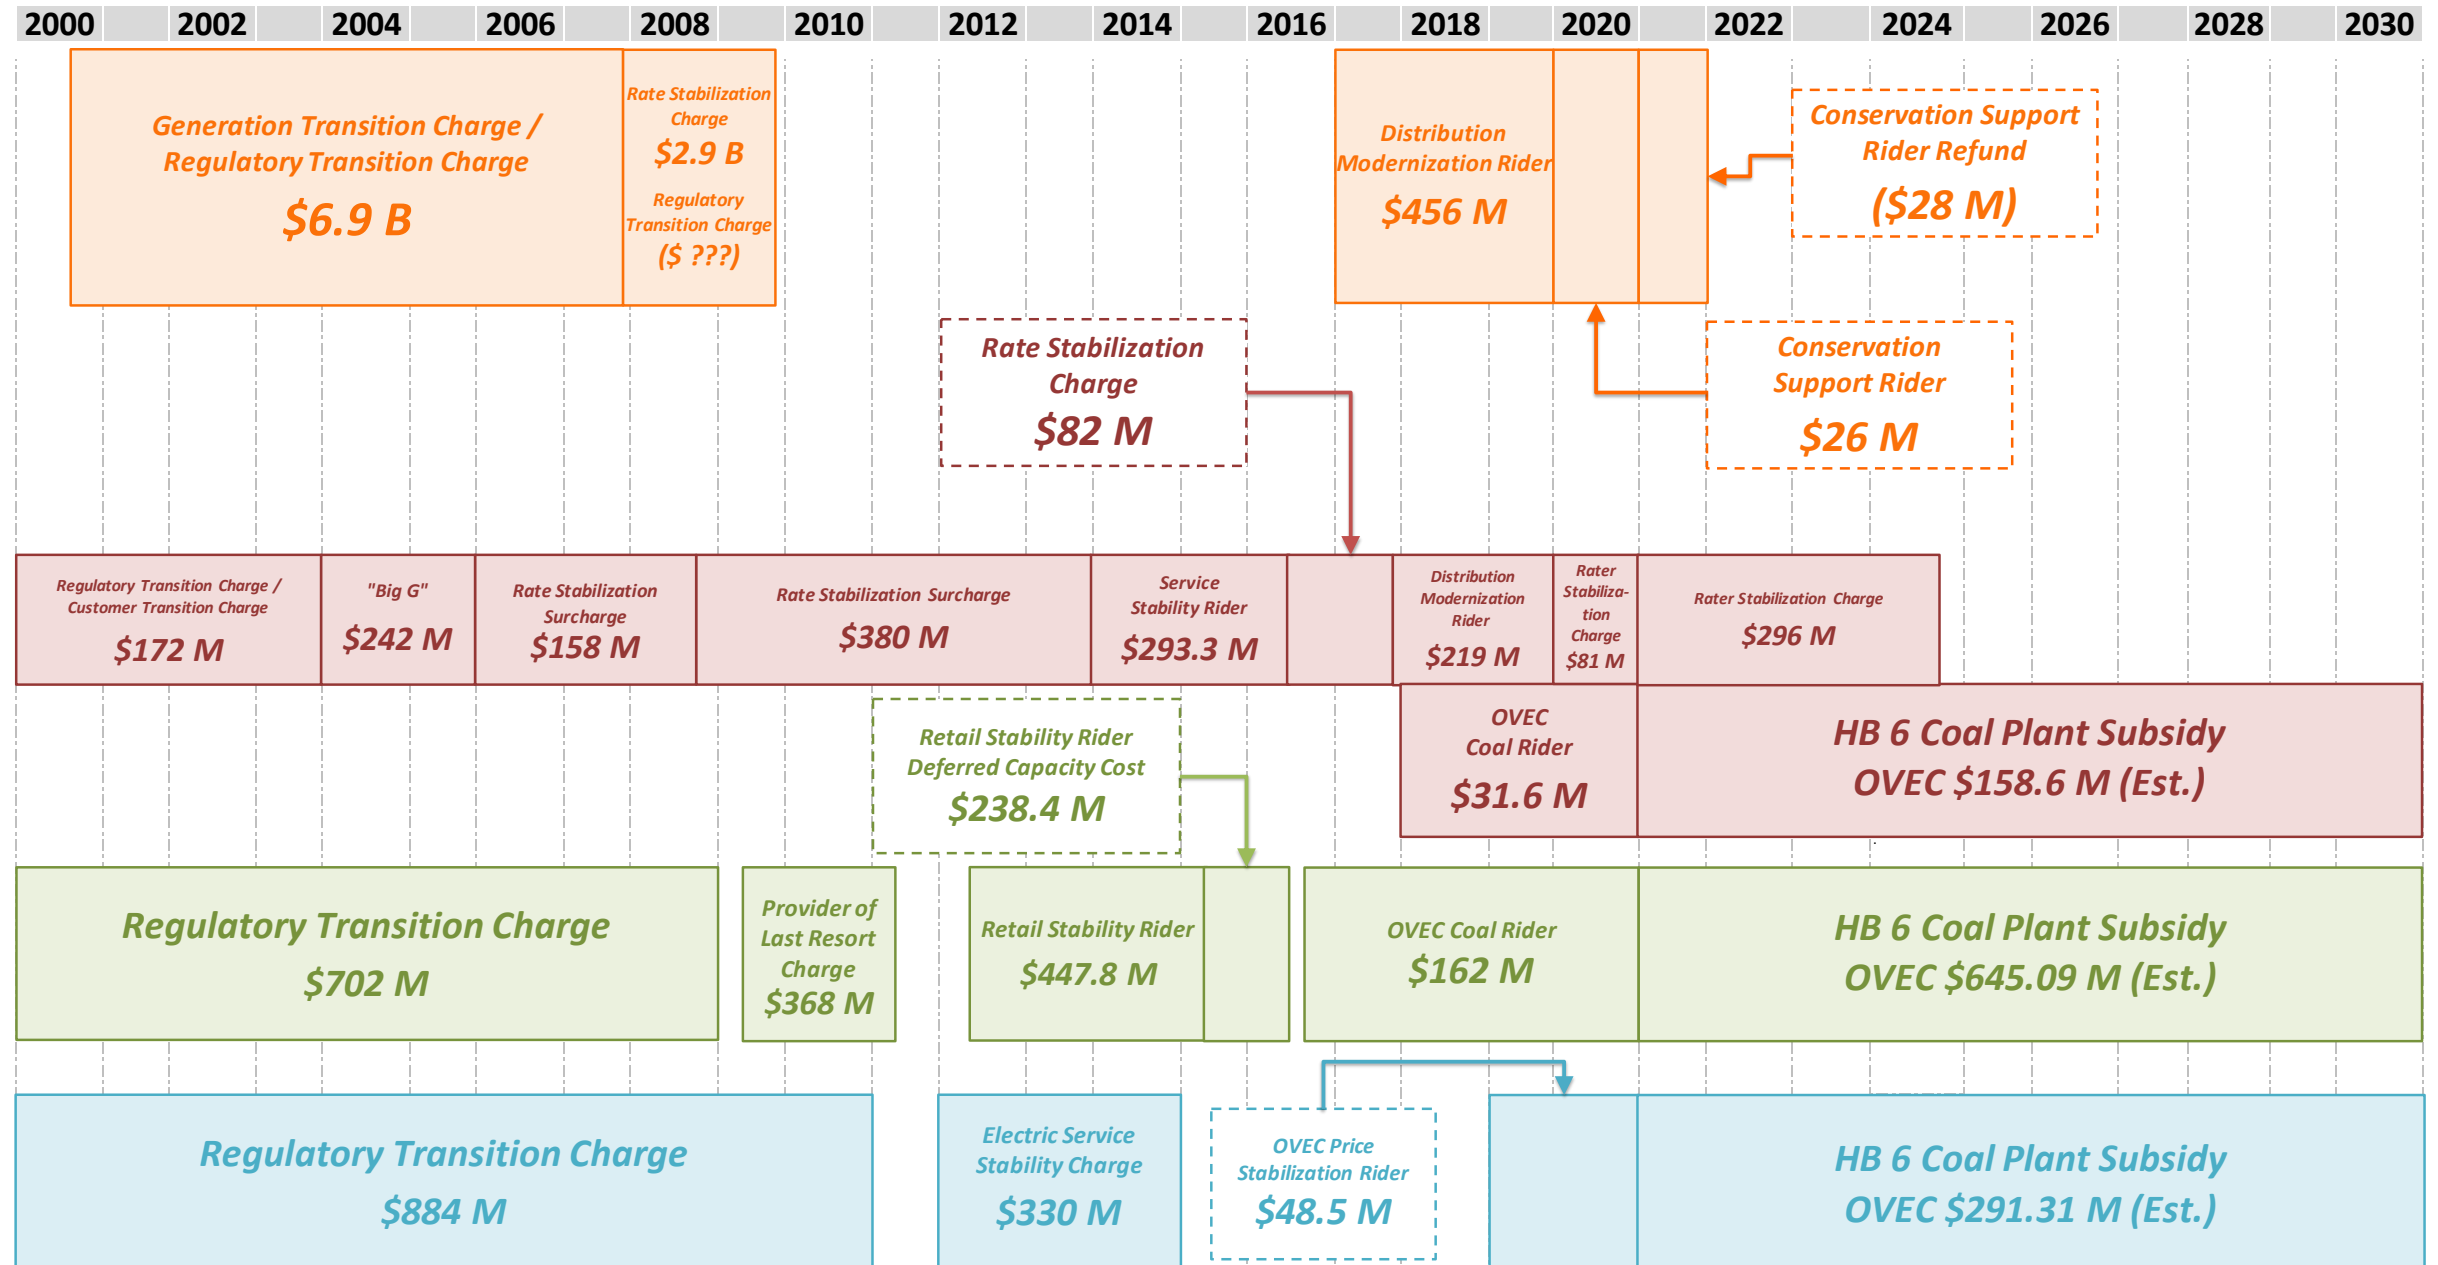 2000 2002 2004 2006 2008 2010 2012 2014 2016 2018 2020 2022 2024 2026 2028 2030
Generation Transition Charge /
Regulatory Transition Charge
$6.9 B
Rate Stabilization
Charge
$2.9 B
Regulatory
Transition Charge
($ ???)
Distribution
Modernization Rider
$456 M
Conservation Support
Rider Refund
($28 M)
Rate Stabilization
Charge
$82 M
Conservation
Support Rider
$26 M
Regulatory Transition Charge /
Customer Transition Charge
$172 M
"Big G"
$242 M
Rate Stabilization
Surcharge
$158 M
Rate Stabilization Surcharge
$380 M
Service
Stability Rider
$293.3 M
Distribution
Modernization
Rider
$219 M
Rater
Stabiliza-
tion
Charge
$81 M
Rater Stabilization Charge
$296 M
OVEC
Coal Rider
$31.6 M
HB 6 Coal Plant Subsidy
OVEC $158.6 M (Est.)
Retail Stability Rider
Deferred Capacity Cost
$238.4 M
Regulatory Transition Charge
$702 M
Provider of
Last Resort
Charge
$368 M
Retail Stability Rider
$447.8 M
OVEC Coal Rider
$162 M
HB 6 Coal Plant Subsidy
OVEC $645.09 M (Est.)
Regulatory Transition Charge
$884 M
Electric Service
Stability Charge
$330 M
OVEC Price
Stabilization Rider
$48.5 M
HB 6 Coal Plant Subsidy
OVEC $291.31 M (Est.)